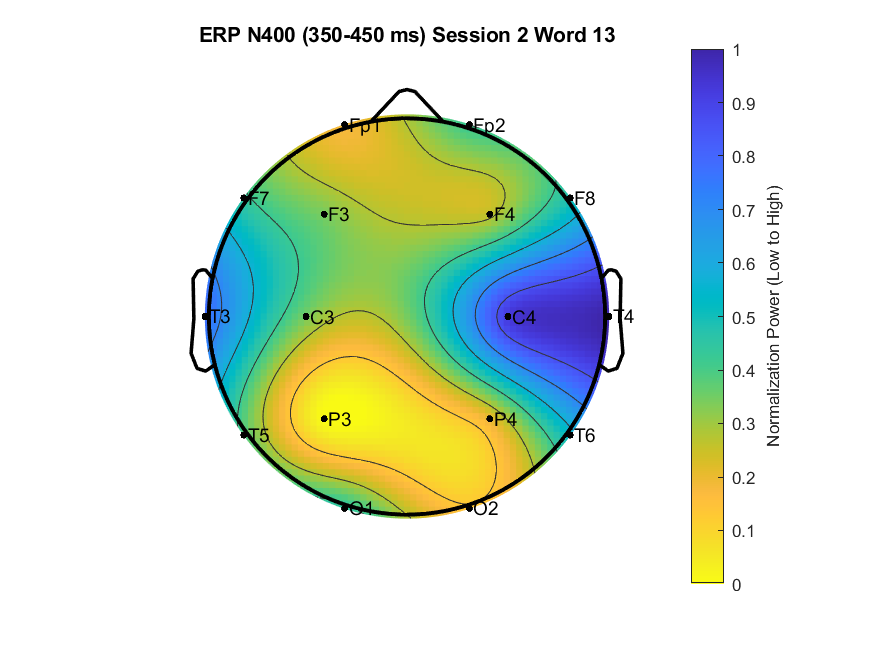 ERP N400 (350-450 ms) Session 2 Word 13
Fp1
Fp2
F7
F3
F4
F8
T3
C3
C4
T4
T5
P3
P4
T6
O1
O2
1
0.9
0.8
0.7
0.6
0.5
0.4
0.3
0.2
0.1
0
Normalization Power (Low to High)